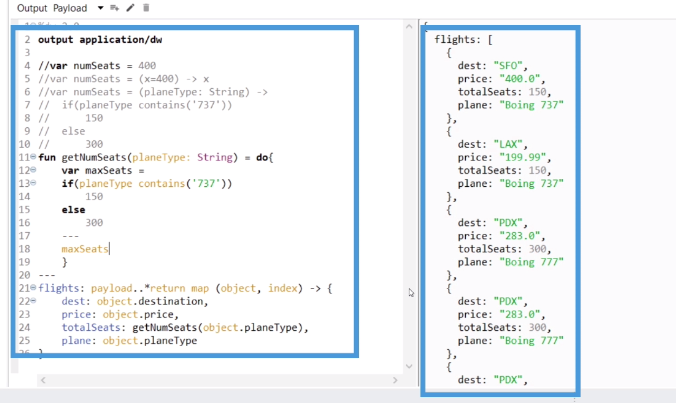 Output Payload
1 %dw 2.0
2 output application/dw
3
4 //var numSeats = 400
5 //var numSeats = (x=400) -> x
6 //var numSeats = (planeType: String) ->
7 // if(planeType contains('737'))
8 // 150
9 // else
10 // 300
11 fun getNumSeats(planeType: String) = do{
12 var maxSeats =
13 if(planeType contains('737'))
14 150
15 else
16 300
17 ---
18 maxSeats
19 }
20 ---
21 flights: payload..*return map (object, index) -> {
22 dest: object.destination,
23 price: object.price,
24 totalSeats: getNumSeats(object.planeType),
25 plane: object.planeType
26 }
{
flights: [
{
dest: "SFO",
price: "400.0",
totalSeats: 150,
plane: "Boing 737"
},
{
dest: "LAX",
price: "199.99",
totalSeats: 150,
plane: "Boing 737"
},
{
dest: "PDX",
price: "283.0",
totalSeats: 300,
plane: "Boing 777"
},
{
dest: "PDX",
price: "283.0",
totalSeats: 300,
plane: "Boing 777"
},
{
dest: "PDX",